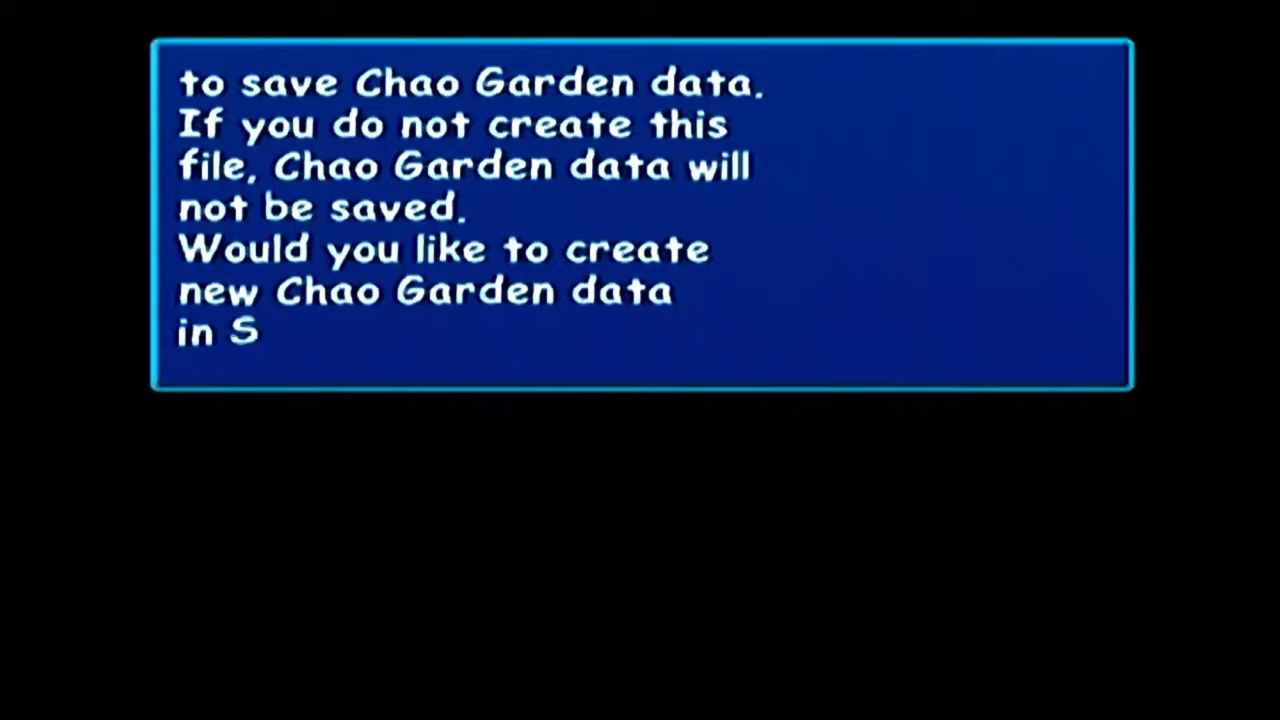 to save Chao Garden data.
If you do not create this
file, Chao Garden data will
not be saved.
Would you like to create
new Chao Garden data
in S